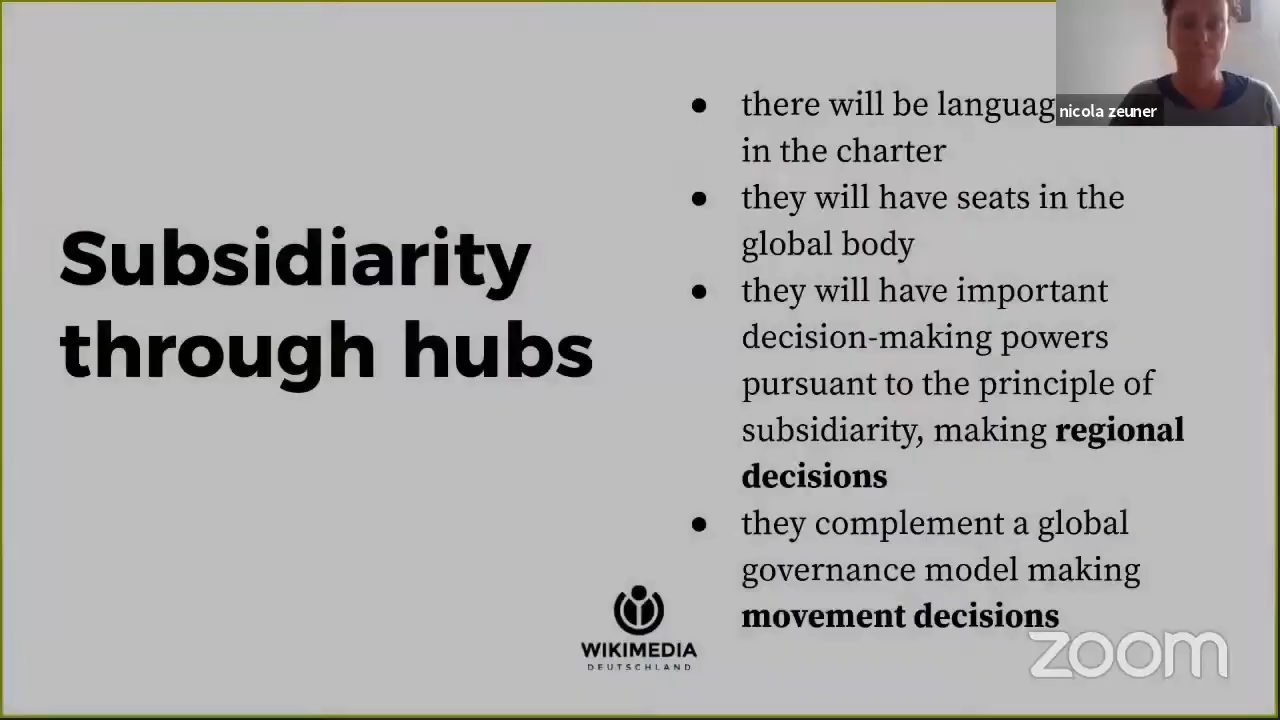 Subsidiarity
through hubs
there will be
in the charter
they will have seats in the
global body
they will have important
decision-making powers
pursuant to the principle of
subsidiarity, making regional
decisions
they complement a global
governance model making
movement decisions
WIKIMEDIA
DEUTSCHLAND
nicola zeuner
zoom